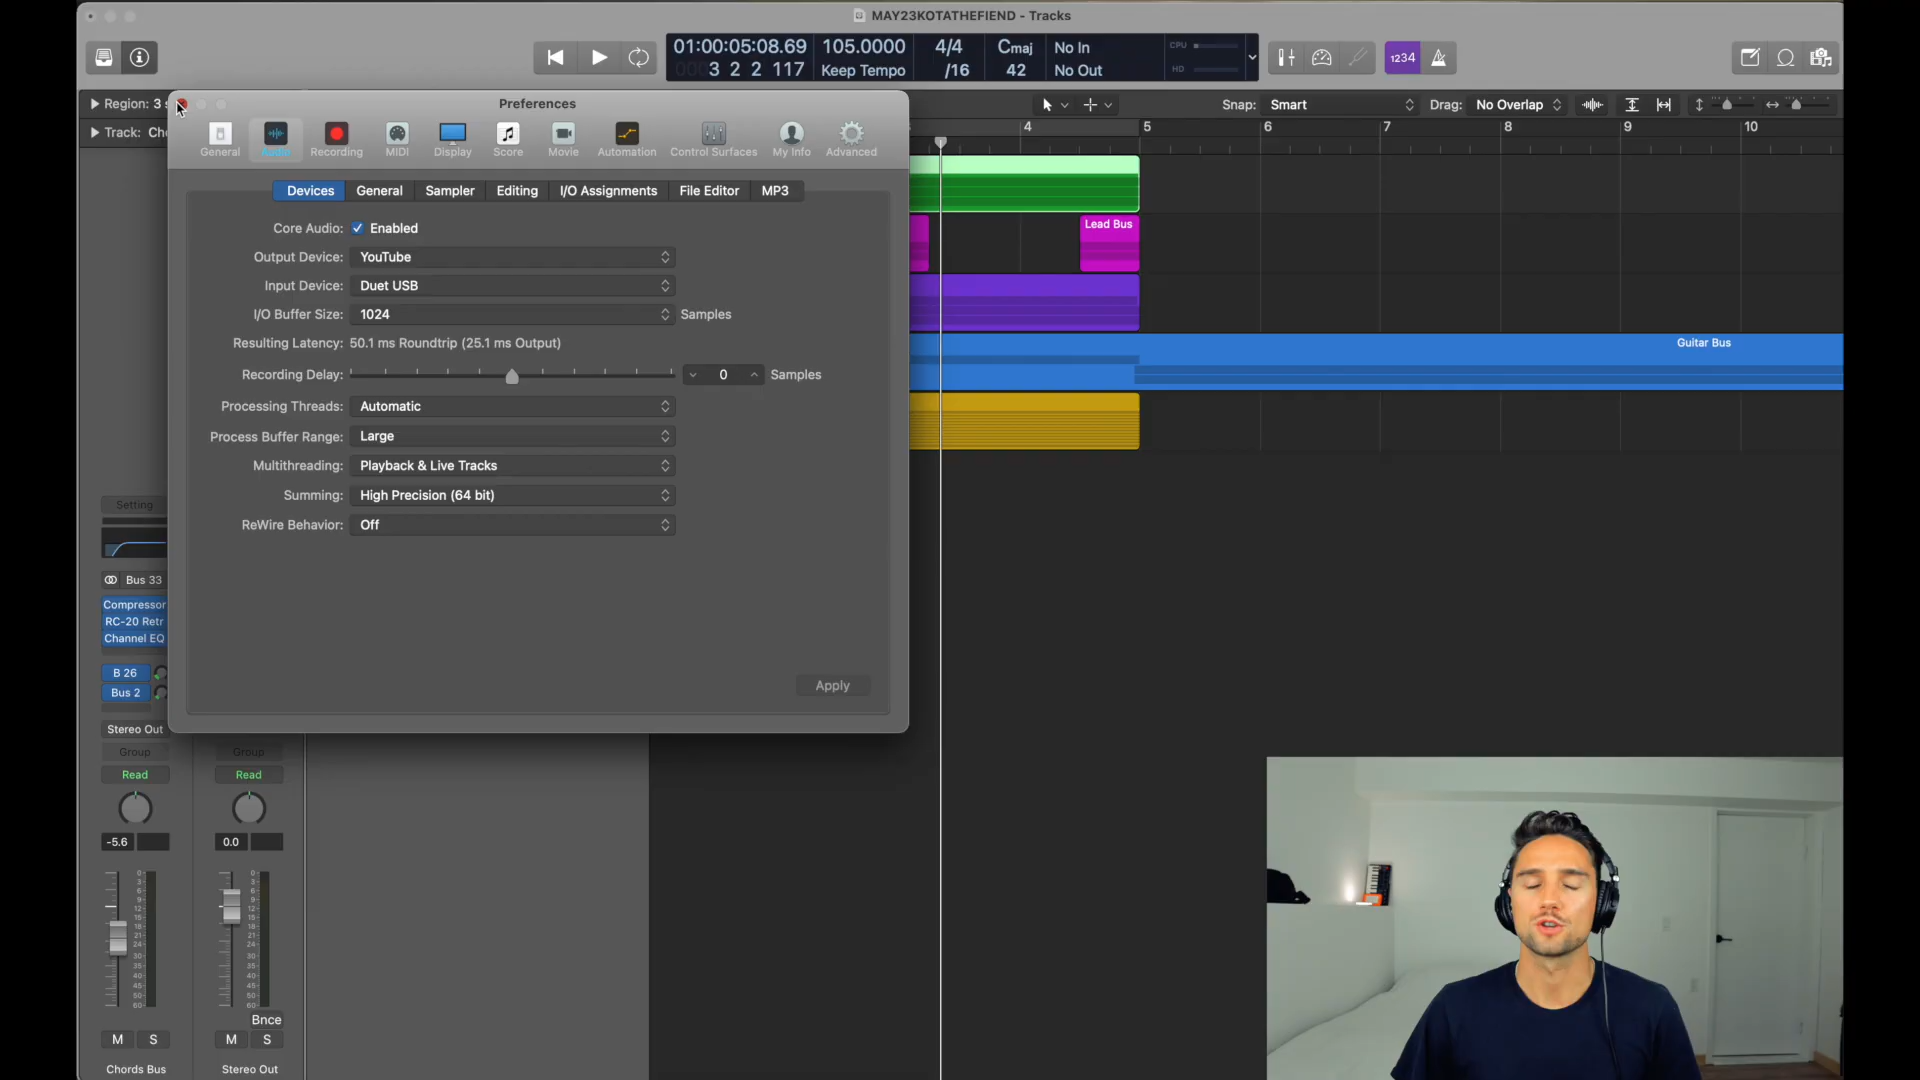 MAY23KOTATHEFIEND - Tracks
01:00:05:08.69
3 2 2 117
105.0000
Keep Tempo
4/4
/16
Cmaj
42
No In
No Out
CPU
HD
1234
Region: 3
Track: Cho
Snap: Smart
Drag: No Overlap
4 5 6 7 8 9 10
Preferences
General Audio Recording MIDI Display Score Movie Automation Control Surfaces My Info Advanced
Devices General Sampler Editing I/O Assignments File Editor MP3
Core Audio: Enabled
Output Device: YouTube
Input Device: Duet USB
I/O Buffer Size: 1024 Samples
Resulting Latency: 50.1 ms Roundtrip (25.1 ms Output)
Recording Delay: 0 Samples
Processing Threads: Automatic
Process Buffer Range: Large
Multithreading: Playback & Live Tracks
Summing: High Precision (64 bit)
ReWire Behavior: Off
Apply
Lead Bus
Guitar Bus
Setting
Bus 33
Compressor
RC-20 Retr
Channel EQ
B 26
Bus 2
Stereo Out
Group Group
Read Read
-5.6 0.0
Bnce
M S M S
Chords Bus Stereo Out